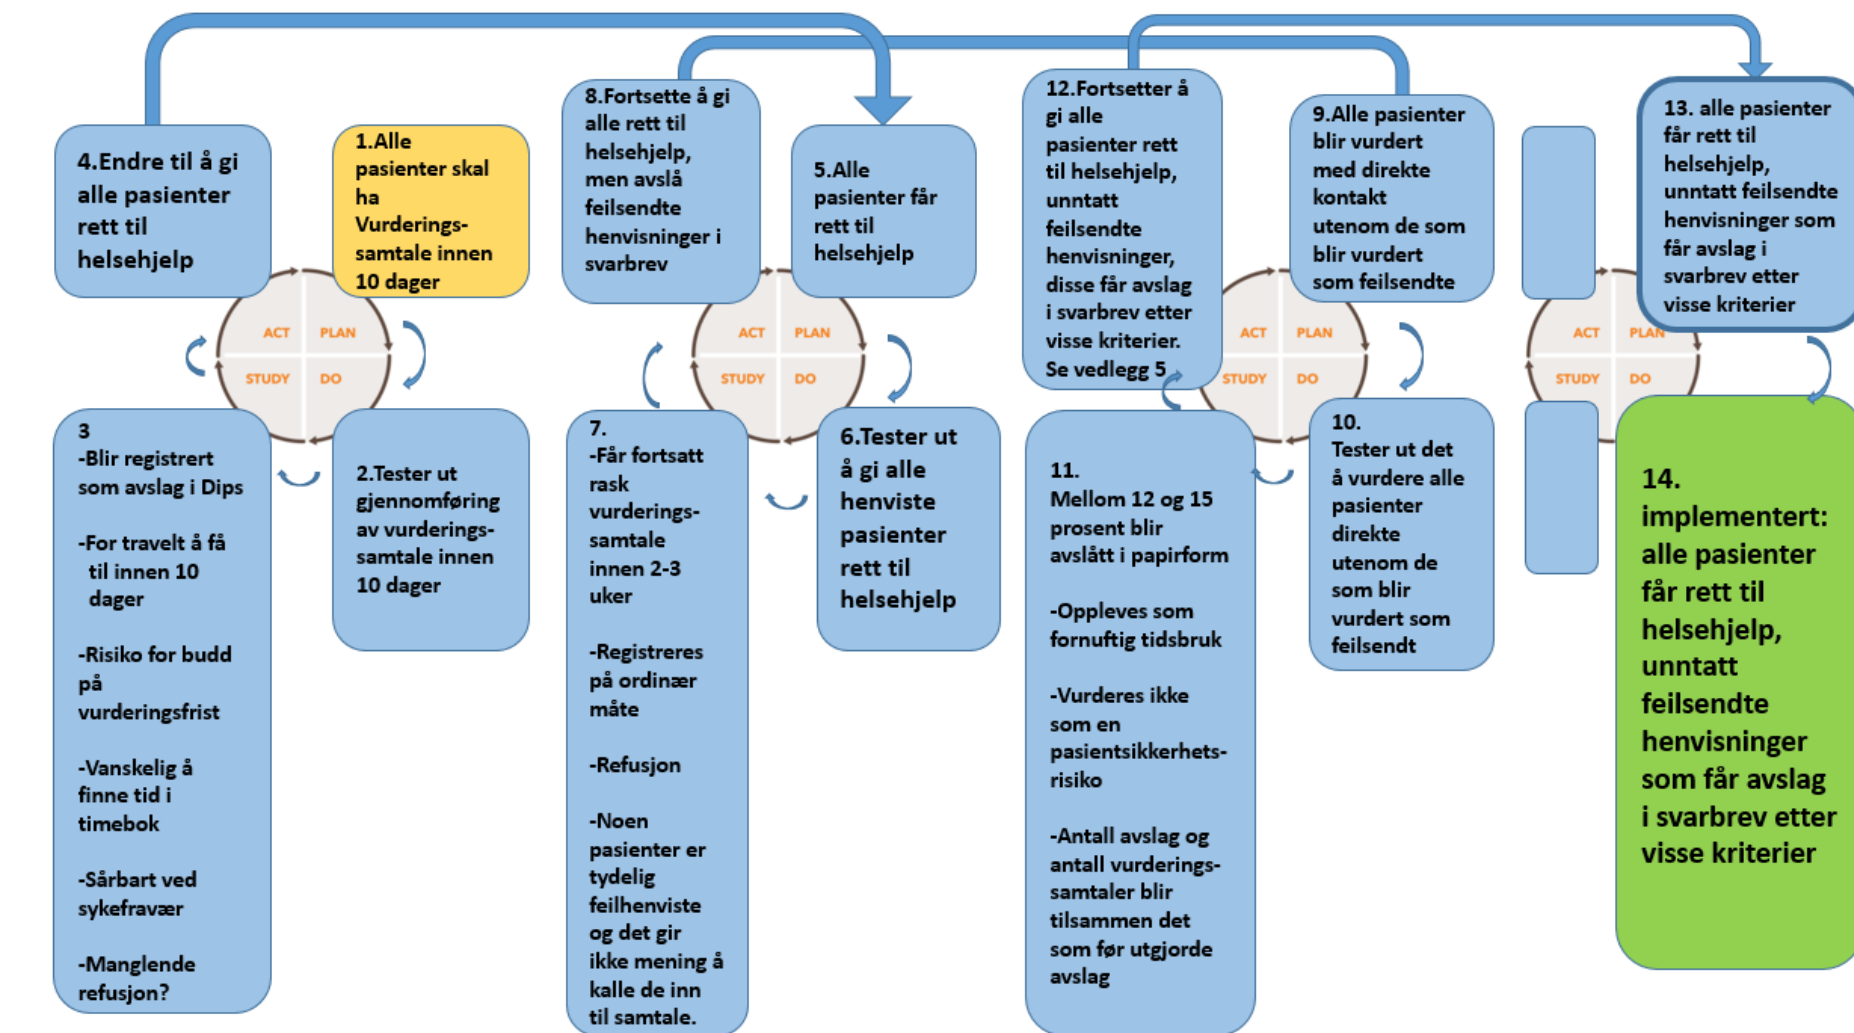 4.Endre til å gi
alle pasienter
rett til
helsehjelp
1.Alle
pasienter skal
ha
Vurderings-
samtale innen
10 dager
ACT
PLAN
STUDY
DO
2.Tester ut
gjennomføring
av vurderings-
samtale innen
10 dager
3
-Blir registrert
som avslag i Dips
-For travelt å få
til innen 10
dager
-Risiko for budd
på
vurderingsfrist
-Vanskelig å
finne tid i
timebok
-Sårbart ved
sykefravær
-Manglende
refusjon?
8.Fortsette å gi
alle rett til
helsehjelp,
men avslå
feilsendte
henvisninger i
svarbrev
5.Alle
pasienter får
rett til
helsehjelp
ACT
PLAN
STUDY
DO
6.Tester ut
å gi alle
henviste
pasienter
rett til
helsehjelp
7.
-Får fortsatt
rask
vurderings-
samtale
innen 2-3
uker
-Registreres
på ordinær
måte
-Refusjon
-Noen
pasienter er
tydelig
feilhenviste
og det gir
ikke mening å
kalle de inn
til samtale.
12.Fortsetter å
gi alle
pasienter rett
til helsehjelp,
unntatt
feilsendte
henvisninger,
disse får avslag
i svarbrev etter
visse kriterier.
Se vedlegg 5
9.Alle pasienter
blir vurdert
med direkte
kontakt
utenom de som
blir vurdert
som feilsendte
ACT
PLAN
STUDY
DO
10.
Tester ut det
å vurdere alle
pasienter
direkte
utenom de
som blir
vurdert som
feilsendt
11.
Mellom 12 og 15
prosent blir
avslått i papirform
-Oppleves som
fornuftig tidsbruk
-Vurderes ikke
som en
pasientsikkerhets-
risiko
-Antall avslag og
antall vurderings-
samtaler blir
tilsammen det
som før utgjorde
avslag
13. alle pasienter
får rett til
helsehjelp,
unntatt feilsendte
henvisninger som
får avslag i
svarbrev etter
visse kriterier
ACT
PLAN
STUDY
DO
14.
implementert:
alle pasienter
får rett til
helsehjelp,
unntatt
feilsendte
henvisninger
som får avslag
i svarbrev etter
visse kriterier